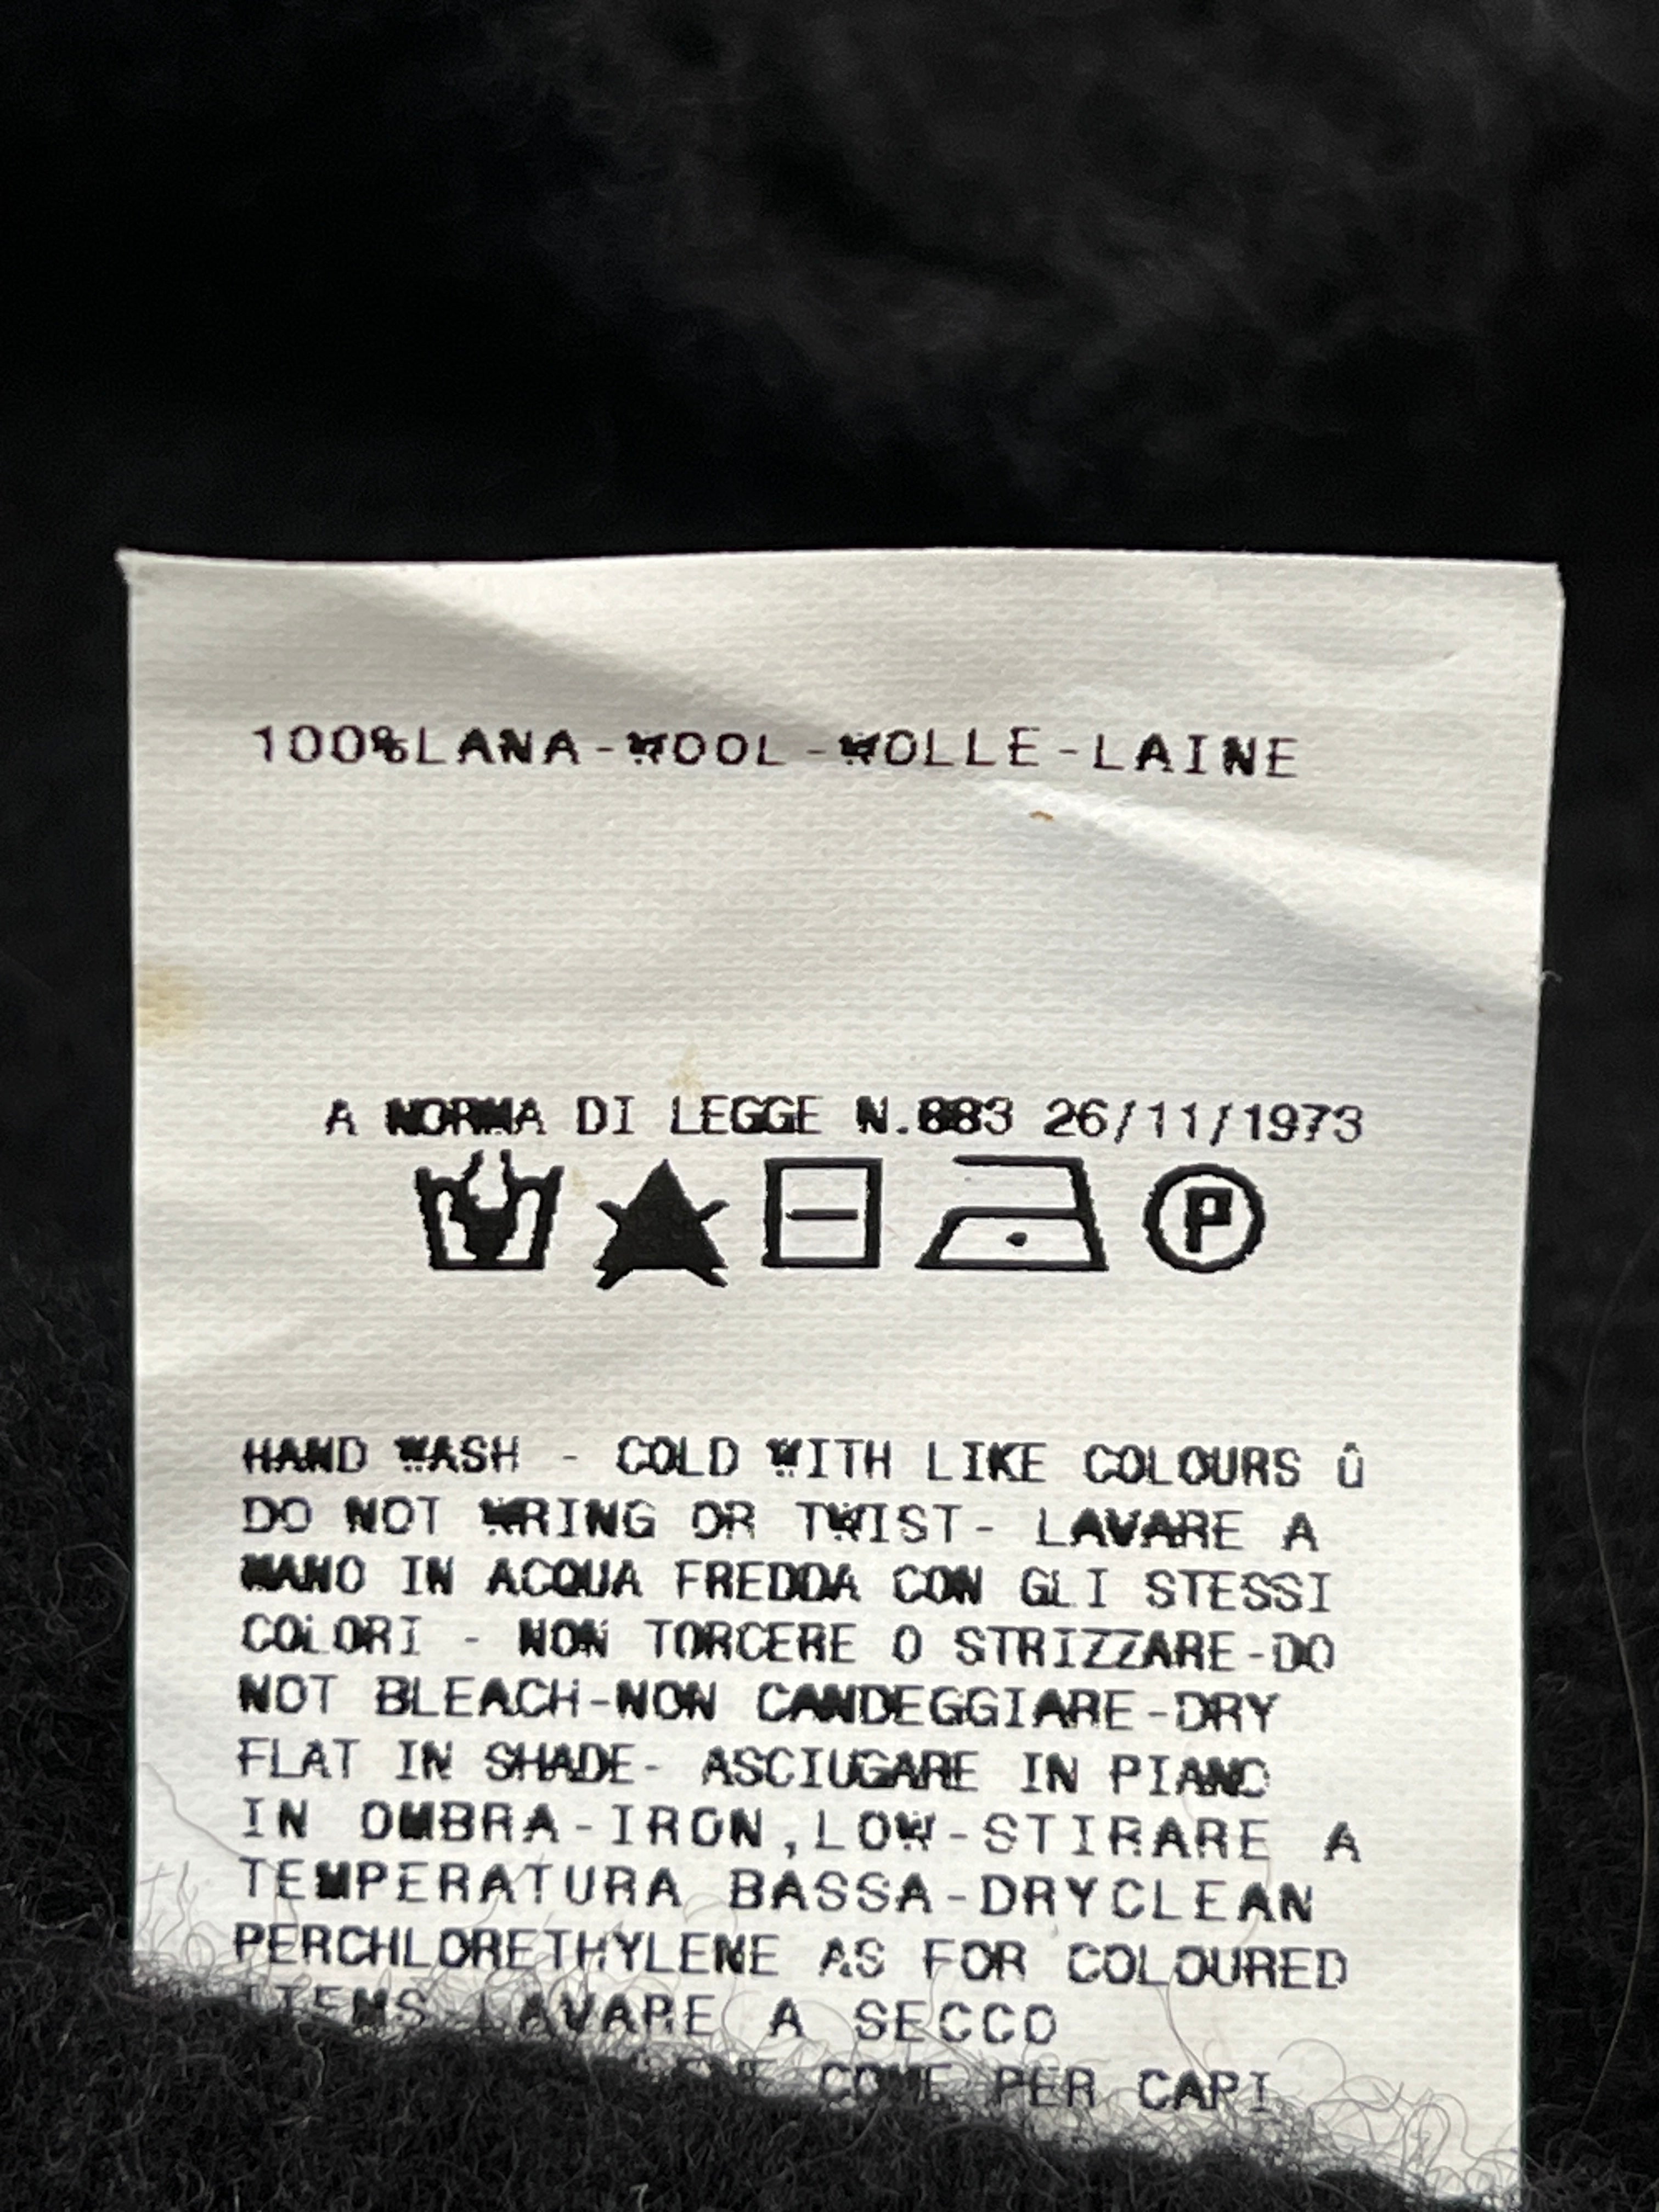 100%LANA-WOOL-WOLLE-LAINE
A NORMA DI LEGGE N.883 26/11/1973
P
HAND WASH - COLD WITH LIKE COLOURS û
DO NOT WRING OR TWIST- LAVARE A
MANO IN ACQUA FREDDA CON GLI STESSI
COLORI - NON TORCERE O STRIZZARE-DO
NOT BLEACH-NON CANDEGGIARE-DRY
FLAT IN SHADE- ASCIUGARE IN PIANO
IN OMBRA-IRON,LOW-STIRARE A
TEMPERATURA BASSA-DRYCLEAN
PERCHLORETHYLENE AS FOR COLOURED
ITEMS-LAVARE A SECCO
COME PER CAPI